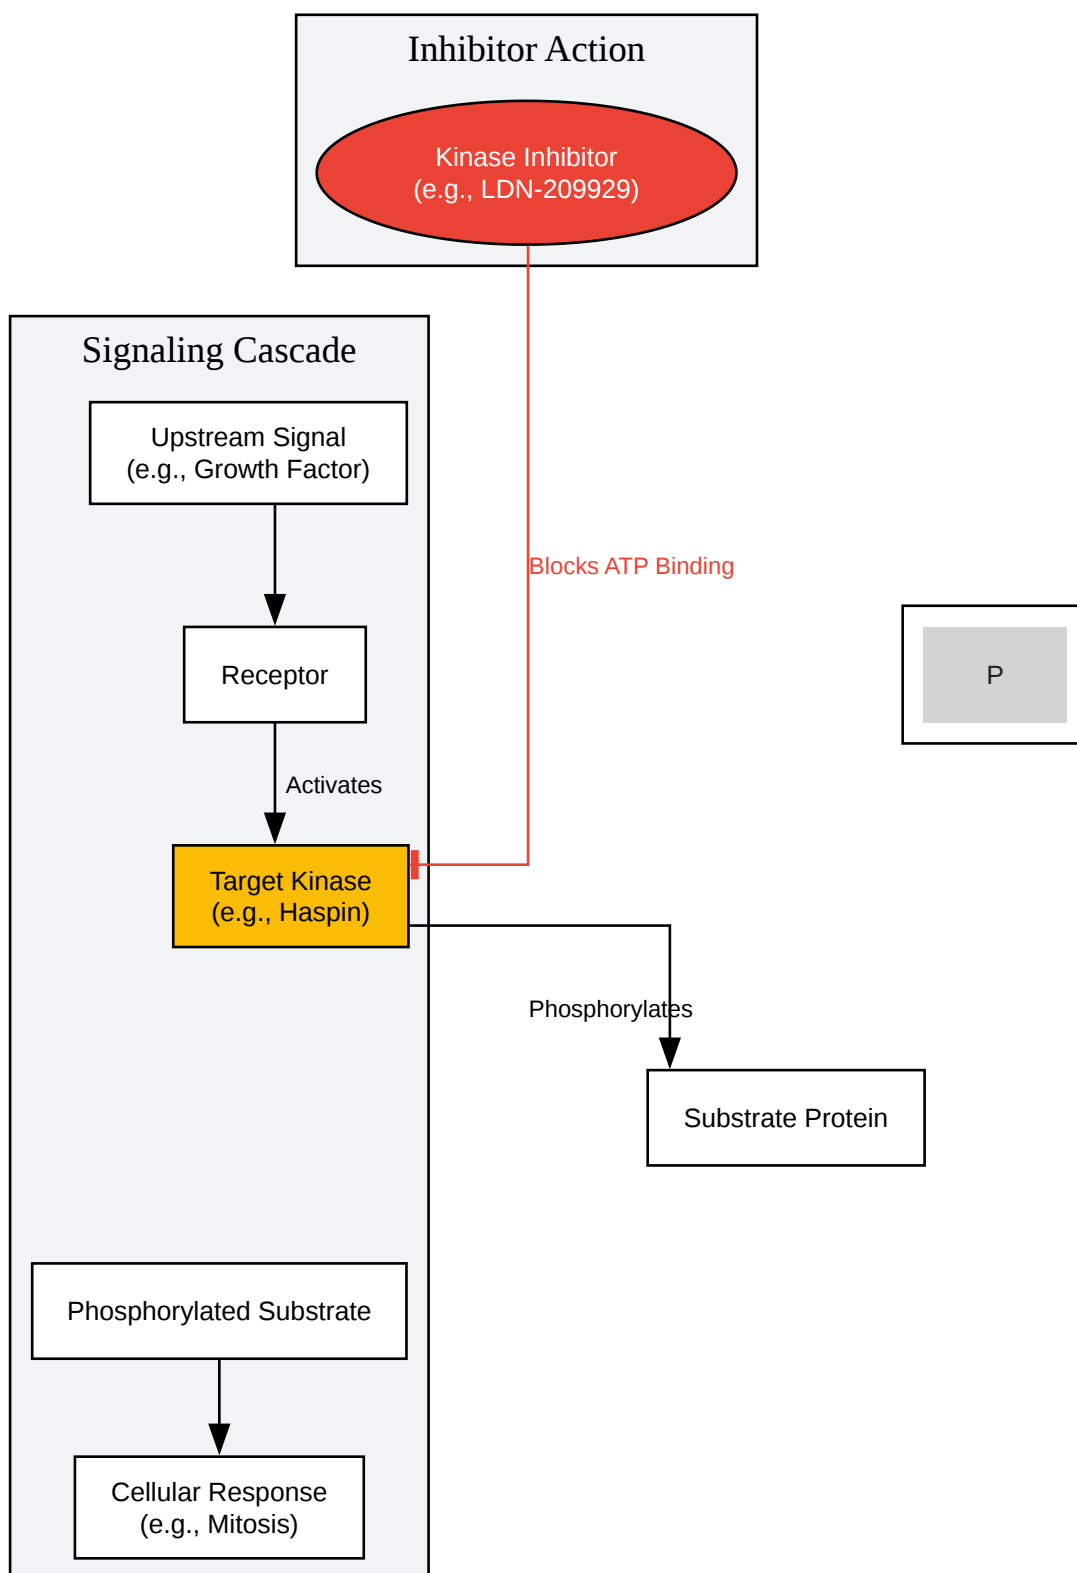 Inhibitor Action
Kinase Inhibitor
(e.g., LDN-209929)
Signaling Cascade
Upstream Signal
(e.g., Growth Factor)
Blocks ATP Binding
Receptor
P
Activates
Target Kinase
(e.g., Haspin)
Phosphorylates
Substrate Protein
Phosphorylated Substrate
Cellular Response
(e.g., Mitosis)